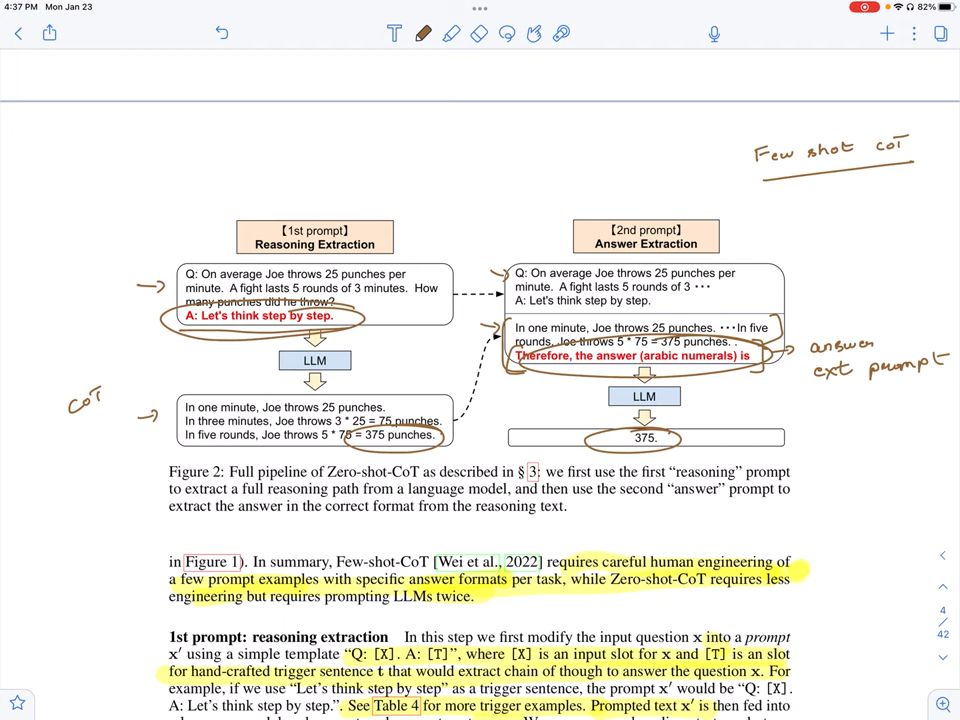 4:37 PM Mon Jan 23
82%
Few shot CoT
【1st prompt】
Reasoning Extraction
【2nd prompt】
Answer Extraction
Q: On average Joe throws 25 punches per
minute. A fight lasts 5 rounds of 3 minutes. How
many punches did he throw?
A: Let's think step by step.
LLM
In one minute, Joe throws 25 punches.
In three minutes, Joe throws 3 * 25 = 75 punches.
In five rounds, Joe throws 5 * 75 = 375 punches.
CoT
Q: On average Joe throws 25 punches per
minute. A fight lasts 5 rounds of 3 ···
A: Let's think step by step.
In one minute, Joe throws 25 punches. ···In five
rounds, Joe throws 5 * 75 = 375 punches. .
Therefore, the answer (arabic numerals) is
answer
ext prompt
LLM
375.
Figure 2: Full pipeline of Zero-shot-CoT as described in § 3: we first use the first “reasoning” prompt
to extract a full reasoning path from a language model, and then use the second “answer” prompt to
extract the answer in the correct format from the reasoning text.
in Figure 1). In summary, Few-shot-CoT [Wei et al., 2022] requires careful human engineering of
a few prompt examples with specific answer formats per task, while Zero-shot-CoT requires less
engineering but requires prompting LLMs twice.
1st prompt: reasoning extraction In this step we first modify the input question x into a prompt
x′ using a simple template “Q: [X]. A: [T]”, where [X] is an input slot for x and [T] is an slot
for hand-crafted trigger sentence t that would extract chain of though to answer the question x. For
example, if we use “Let’s think step by step” as a trigger sentence, the prompt x′ would be “Q: [X].
A: Let’s think step by step.”. See Table 4 for more trigger examples. Prompted text x′ is then fed into
4
/
42